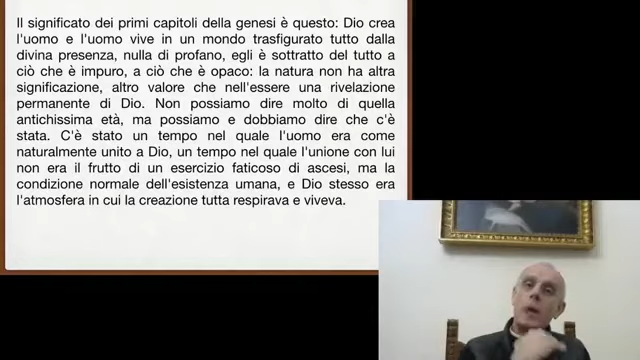 Il significato dei primi capitoli della genesi è questo: Dio crea
l'uomo e l'uomo vive in un mondo trasfigurato tutto dalla
divina presenza, nulla di profano, egli è sottratto del tutto a
ciò che è impuro, a ciò che è opaco: la natura non ha altra
significazione, altro valore che nell'essere una rivelazione
permanente di Dio. Non possiamo dire molto di quella
antichissima età, ma possiamo e dobbiamo dire che c'è
stata. C'è stato un tempo nel quale l'uomo era come
naturalmente unito a Dio, un tempo nel quale l'unione con lui
non era il frutto di un esercizio faticoso di ascesi, ma la
condizione normale dell'esistenza umana, e Dio stesso era
l'atmosfera in cui la creazione tutta respirava e viveva.